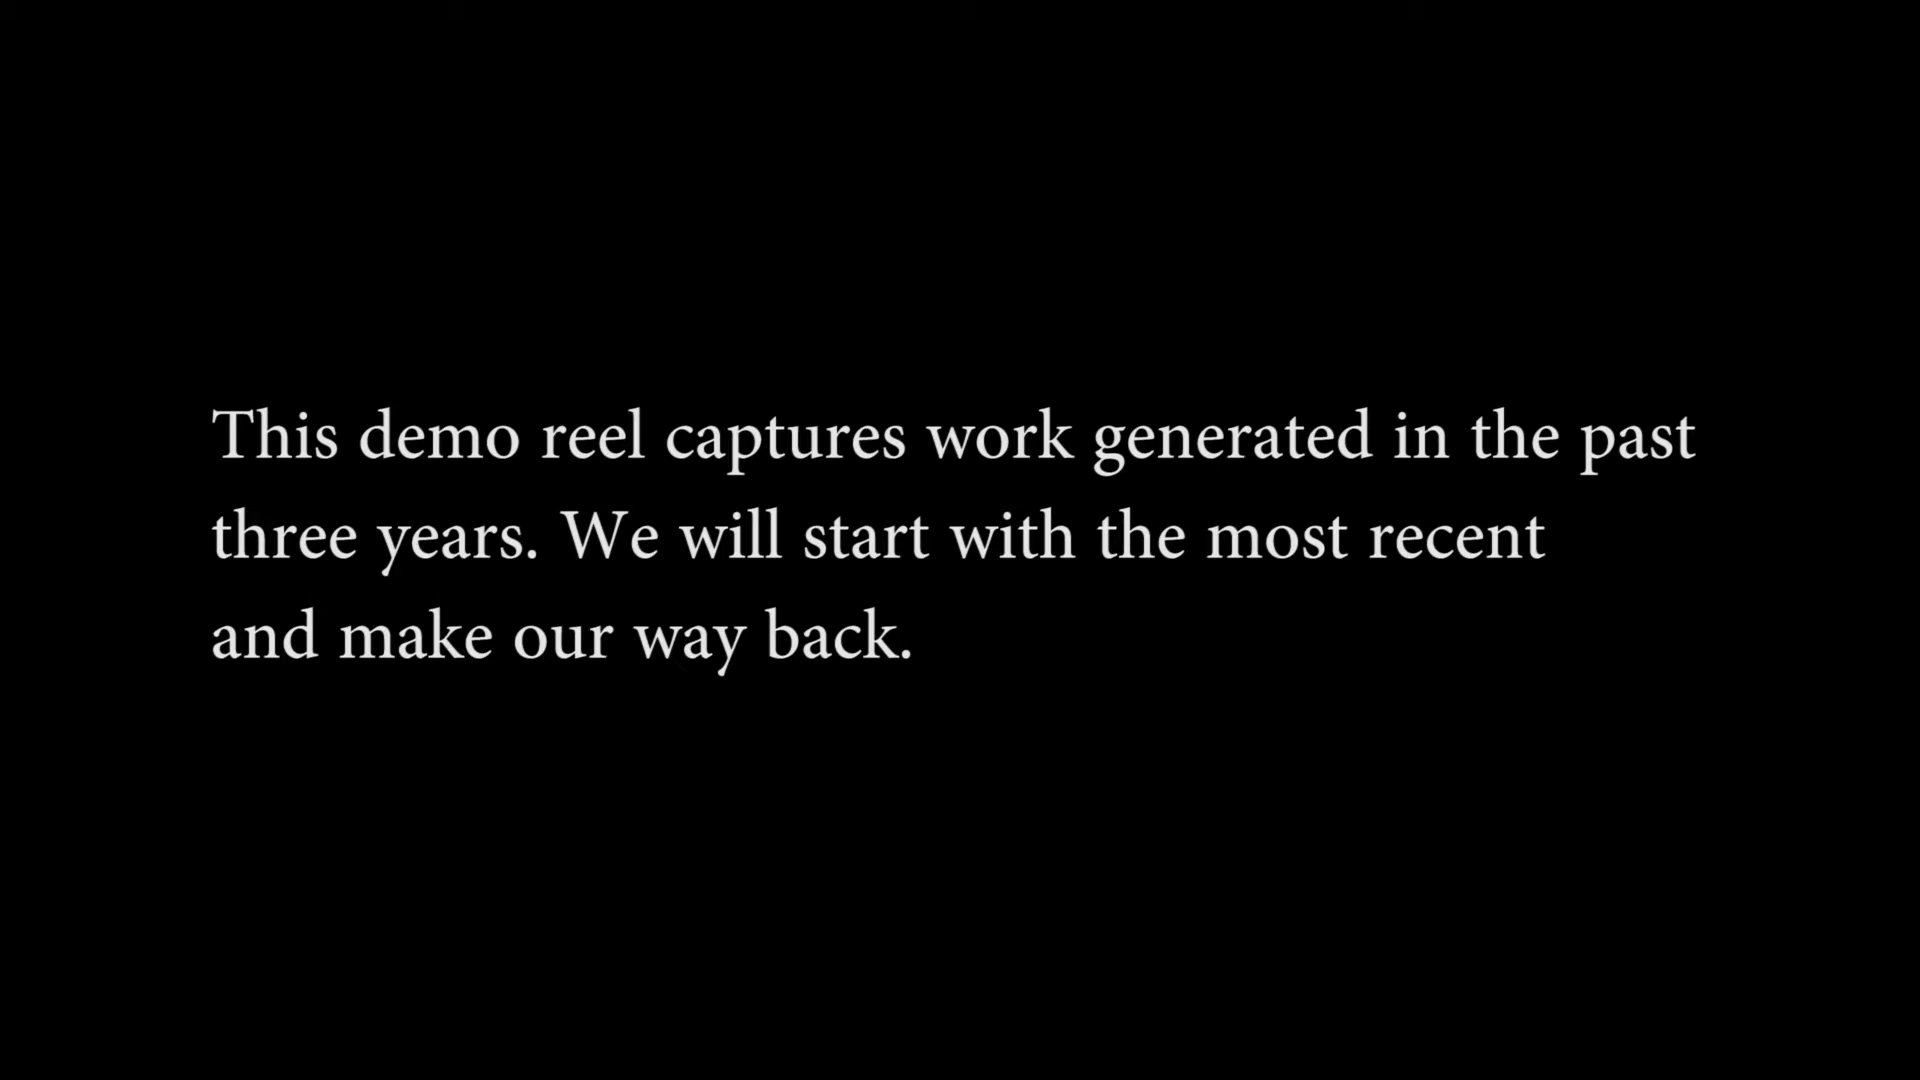 This demo reel captures work generated in the past
three years. We will start with the most recent
and make our way back.